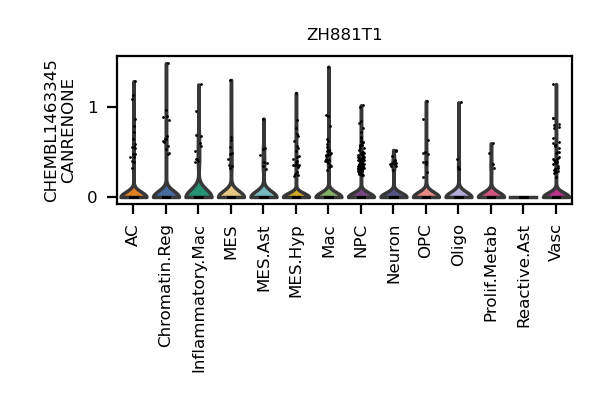 ZH881T1
CHEMBL1463345
CANRENONE
1
0
AC
Chromatin.Reg
Inflammatory.Mac
MES
MES.Ast
MES.Hyp
Mac
NPC
Neuron
OPC
Oligo
Prolif.Metab
Reactive.Ast
Vasc